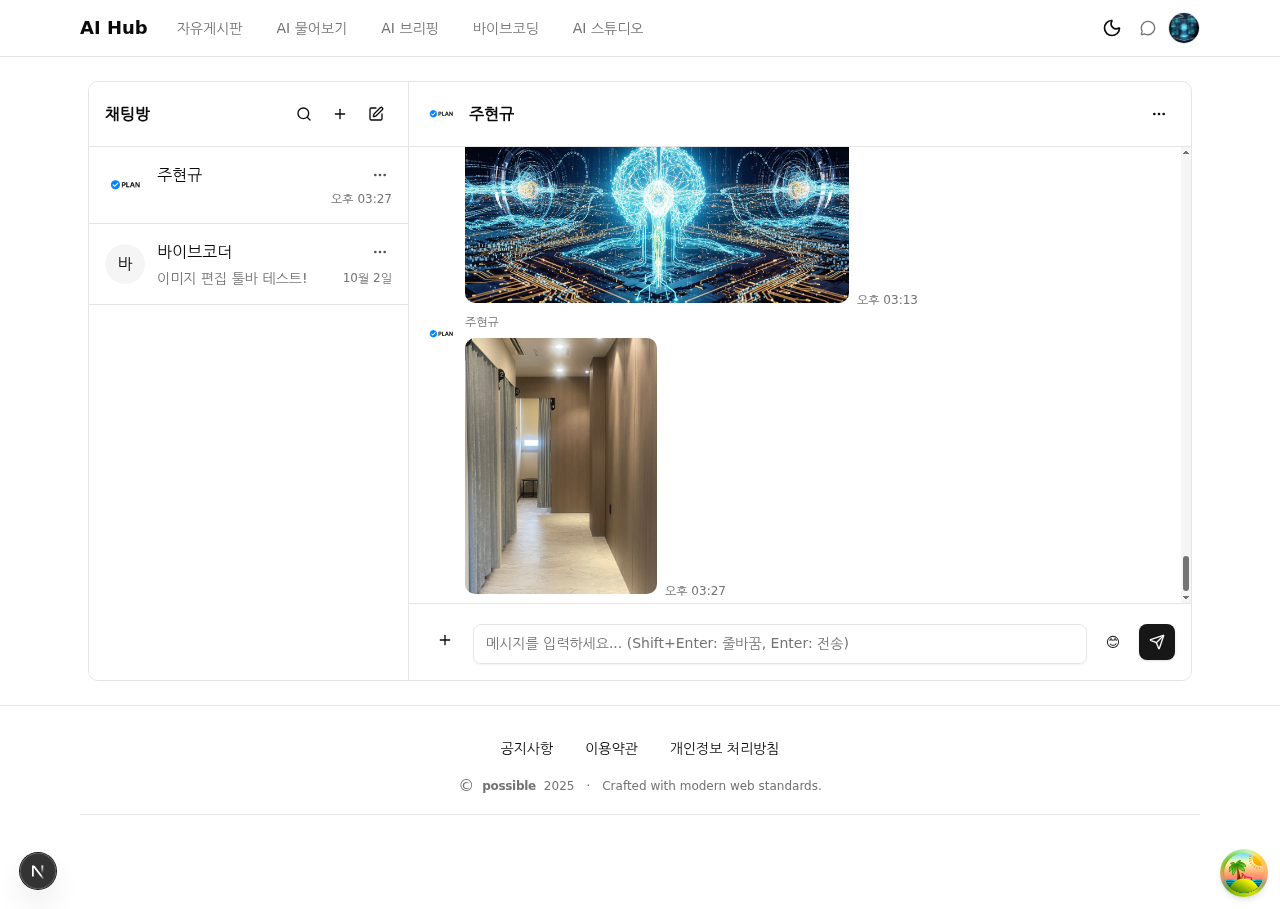 AI Hub 자유게시판 AI 물어보기 AI 브리핑 바이브코딩 AI 스튜디오
채팅방
PLAN 주현규
PLAN 주현규
오후 03:27
바 바이브코더
이미지 편집 툴바 테스트! 10월 2일
오후 03:13
주현규
PLAN
오후 03:27
메시지를 입력하세요... (Shift+Enter: 줄바꿈, Enter: 전송)
공지사항 이용약관 개인정보 처리방침
© possible 2025 · Crafted with modern web standards.
N